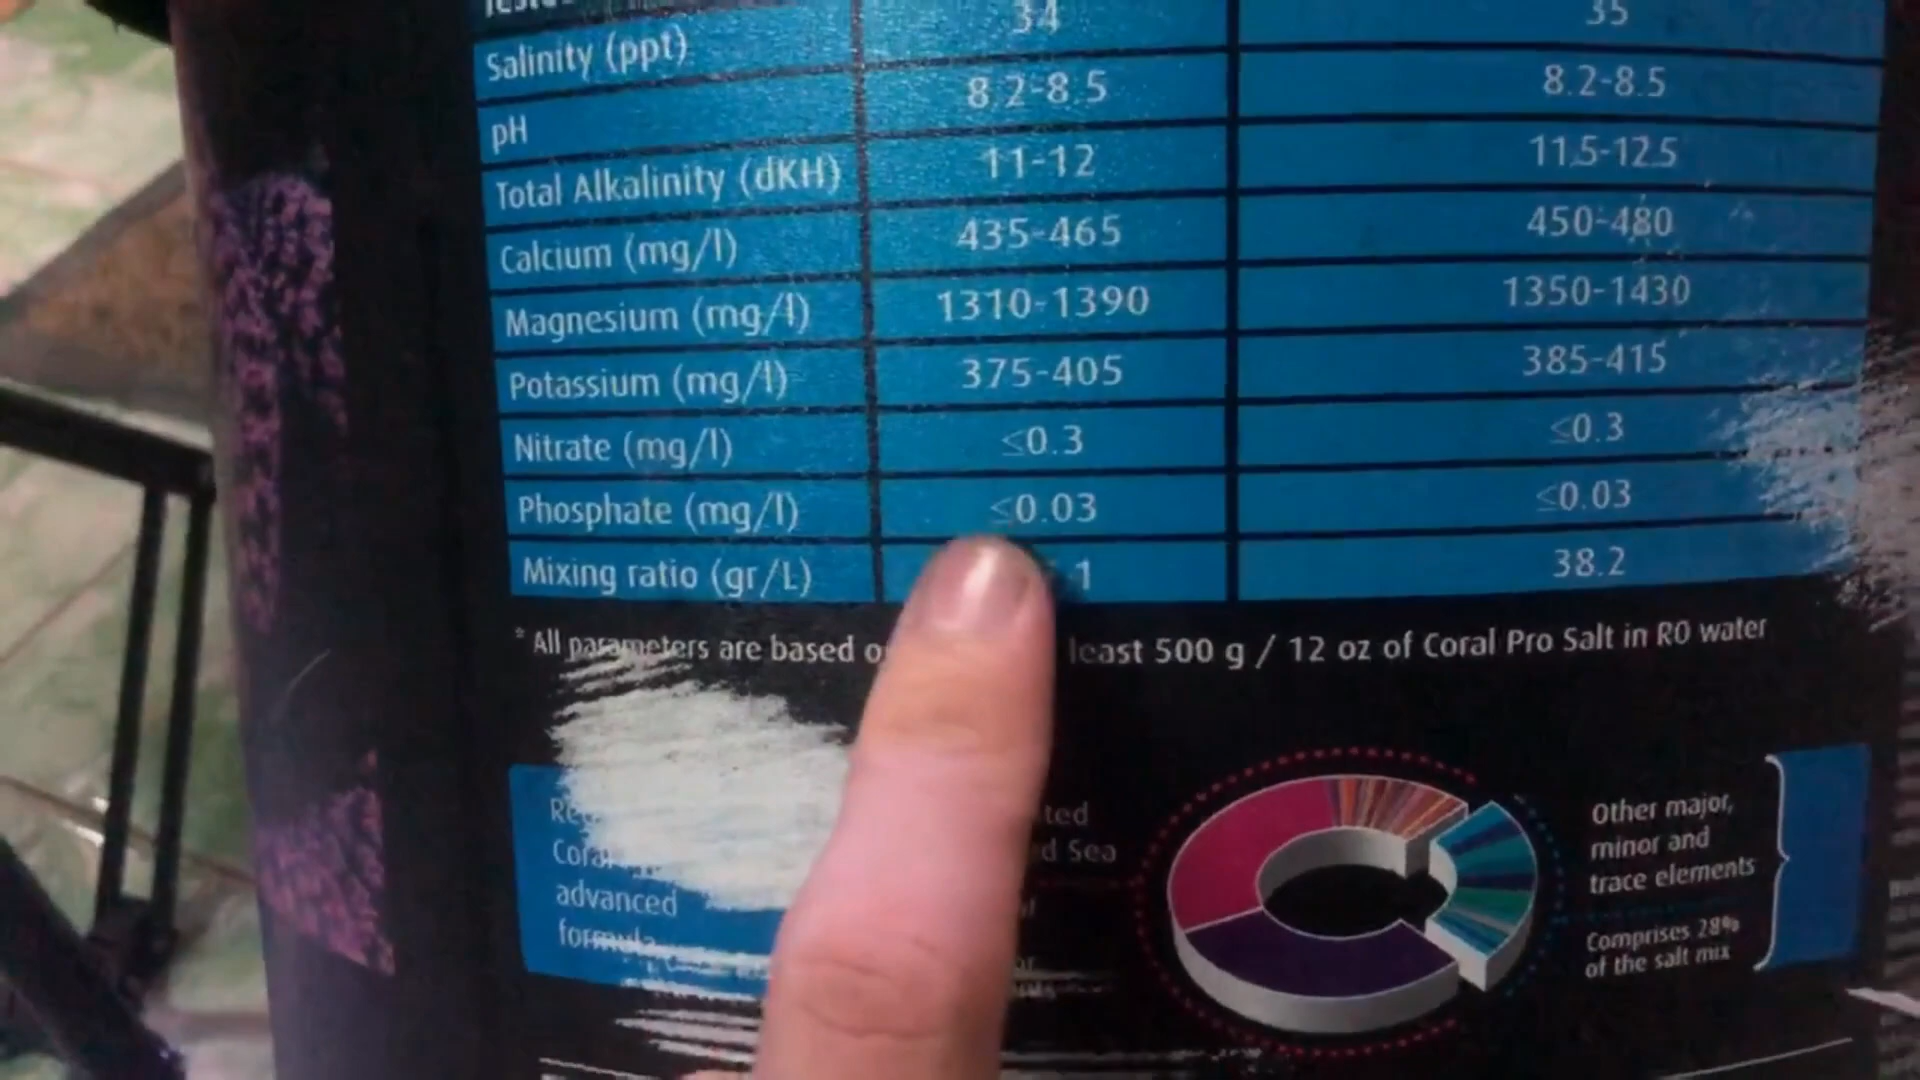 Salinity (ppt) 34 35
pH 8.2-8.5 8.2-8.5
Total Alkalinity (dKH) 11-12 11.5-12.5
Calcium (mg/l) 435-465 450-480
Magnesium (mg/l) 1310-1390 1350-1430
Potassium (mg/l) 375-405 385-415
Nitrate (mg/l) ≤0.3 ≤0.3
Phosphate (mg/l) ≤0.03 ≤0.03
Mixing ratio (gr/L) 38.2
* All parameters are based least 500 g / 12 oz of Coral Pro Salt in RO water
Sea
advanced
formula
Other major,
minor and
trace elements
Comprises 28%
of the salt mix